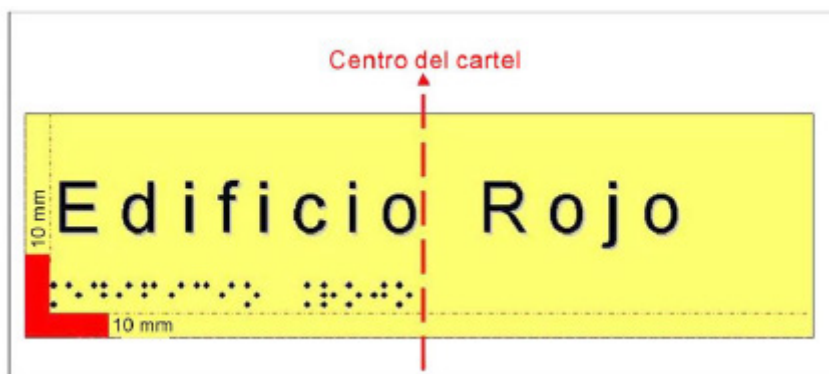 Centro del cartel
Edificio Rojo
10 mm
⠨⠑⠙⠊⠋⠊⠉⠊⠕ ⠨⠗⠕⠚⠕
10 mm